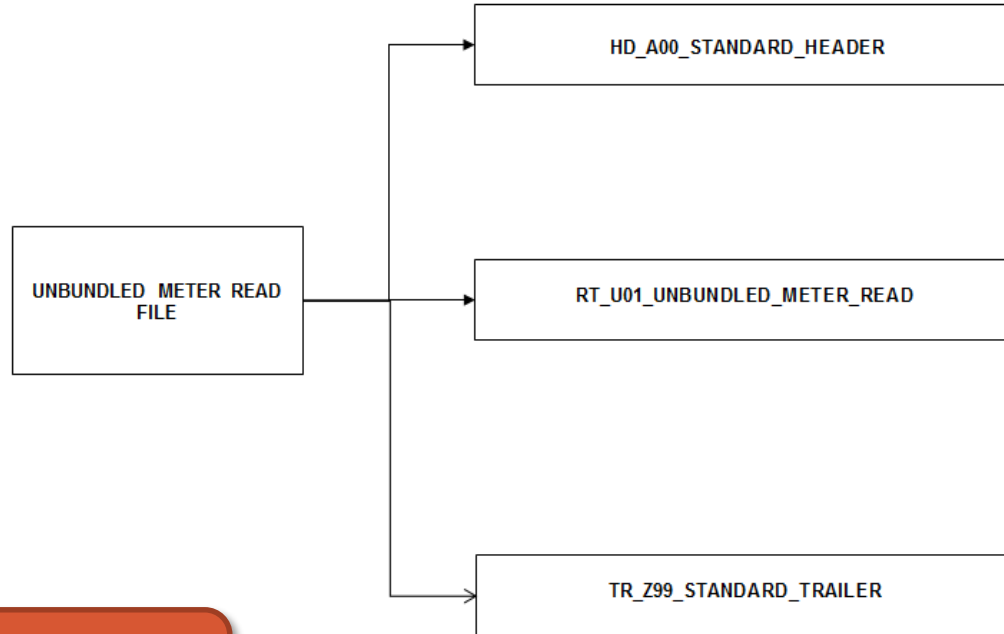 HD_A00_STANDARD_HEADER
UNBUNDLED METER READ
FILE
RT_U01_UNBUNDLED_METER_READ
TR_Z99_STANDARD_TRAILER